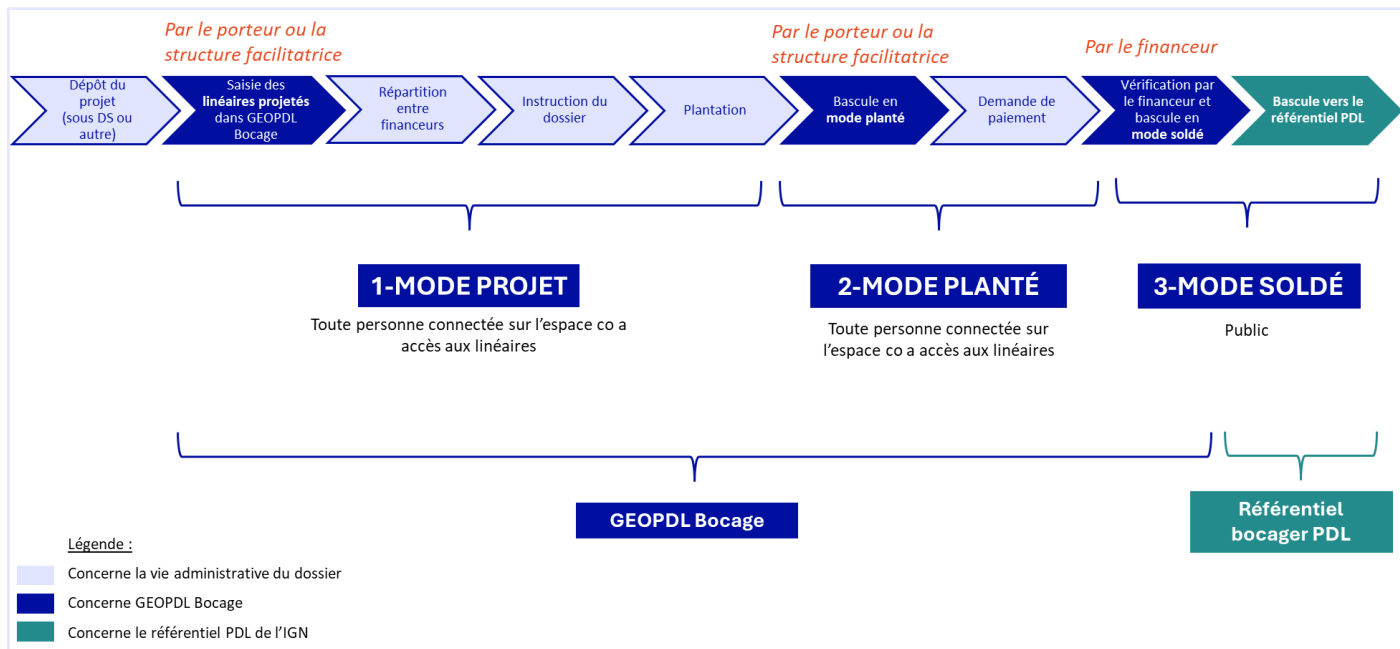 Par le porteur ou la
structure facilitatrice
Par le porteur ou la
structure facilitatrice
Par le financeur
Dépôt du
projet
(sous DS ou
autre)
Saisie des
linéaires projetés
dans GEOPDL
Bocage
Répartition
entre
financeurs
Instruction du
dossier
Plantation
Bascule en
mode planté
Demande de
paiement
Vérification par
le financeur et
bascule en
mode soldé
Bascule vers le
référentiel PDL
1-MODE PROJET
Toute personne connectée sur l'espace co a
accès aux linéaires
2-MODE PLANTÉ
Toute personne connectée sur
l'espace co a accès aux linéaires
3-MODE SOLDÉ
Public
GEOPDL Bocage
Référentiel
bocager PDL
Légende :
Concerne la vie administrative du dossier
Concerne GEOPDL Bocage
Concerne le référentiel PDL de l'IGN